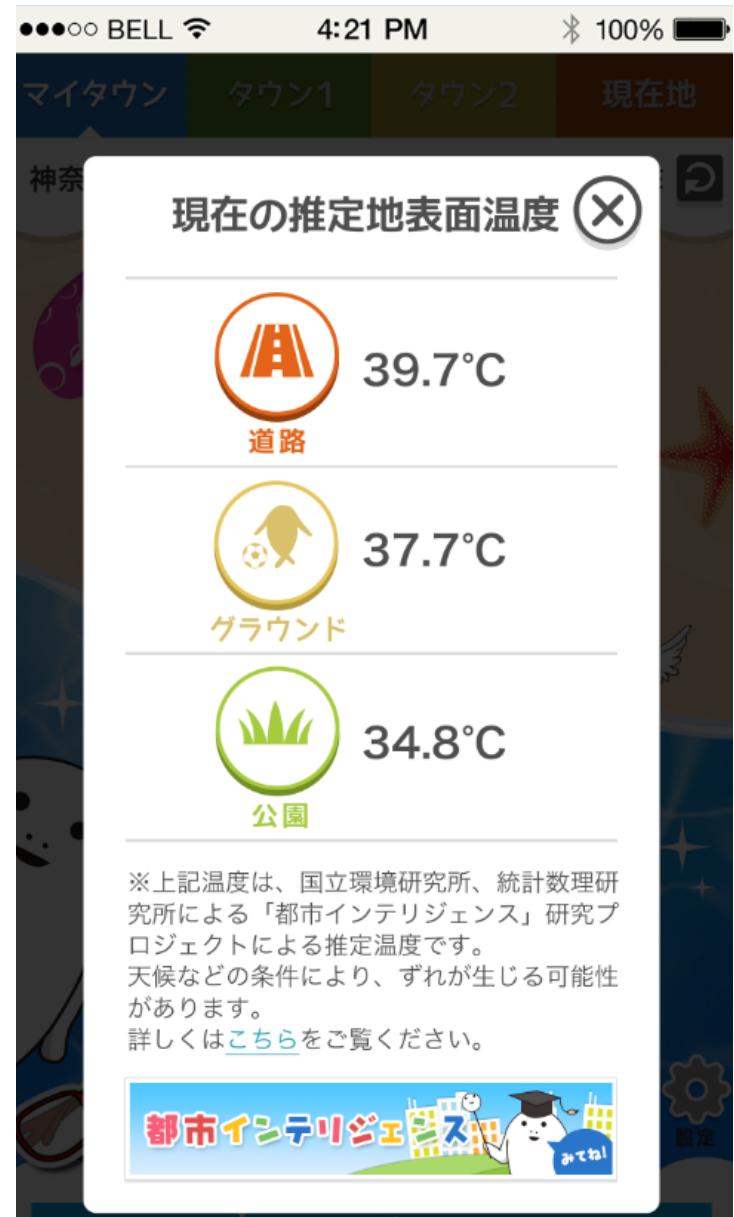 BELL 4:21 PM 100%
マイタウン タウン1 タウン2 現在地
神奈
現在の推定地表面温度
39.7°C
道路
37.7°C
グラウンド
34.8°C
公園
※上記温度は、国立環境研究所、統計数理研
究所による「都市インテリジェンス」研究プ
ロジェクトによる推定温度です。
天候などの条件により、ずれが生じる可能性
があります。
詳しくはこちらをご覧ください。
都市インテリジェンス
みてね!
設定